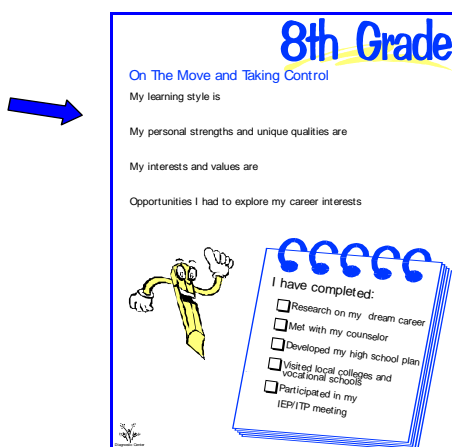 8th Grade
On The Move and Taking Control
My learning style is
My personal strengths and unique qualities are
My interests and values are
Opportunities I had to explore my career interests
I have completed:
Research on my dream career
Met with my counselor
Developed my high school plan
Visited local colleges and
vocational schools
Participated in my
IEP/ITP meeting
Diagnostic Center